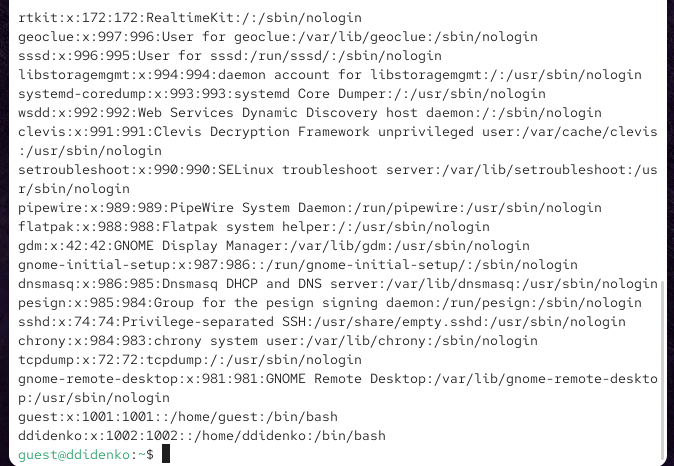 rtkit:x:172:172:RealtimeKit:/:/sbin/nologin
geoclue:x:997:996:User for geoclue:/var/lib/geoclue:/sbin/nologin
sssd:x:996:995:User for sssd:/run/sssd/:/sbin/nologin
libstoragemgmt:x:994:994:daemon account for libstoragemgmt:/:/usr/sbin/nologin
systemd-coredump:x:993:993:systemd Core Dumper:/:/usr/sbin/nologin
wsdd:x:992:992:Web Services Dynamic Discovery host daemon:/:/sbin/nologin
clevis:x:991:991:Clevis Decryption Framework unprivileged user:/var/cache/clevis
:/usr/sbin/nologin
setroubleshoot:x:990:990:SELinux troubleshoot server:/var/lib/setroubleshoot:/us
r/sbin/nologin
pipewire:x:989:989:PipeWire System Daemon:/run/pipewire:/usr/sbin/nologin
flatpak:x:988:988:Flatpak system helper:/:/usr/sbin/nologin
gdm:x:42:42:GNOME Display Manager:/var/lib/gdm:/usr/sbin/nologin
gnome-initial-setup:x:987:986::/run/gnome-initial-setup/:/sbin/nologin
dnsmasq:x:986:985:Dnsmasq DHCP and DNS server:/var/lib/dnsmasq:/usr/sbin/nologin
pesign:x:985:984:Group for the pesign signing daemon:/run/pesign:/sbin/nologin
sshd:x:74:74:Privilege-separated SSH:/usr/share/empty.sshd:/usr/sbin/nologin
chrony:x:984:983:chrony system user:/var/lib/chrony:/sbin/nologin
tcpdump:x:72:72:tcpdump:/:/usr/sbin/nologin
gnome-remote-desktop:x:981:981:GNOME Remote Desktop:/var/lib/gnome-remote-deskto
p:/usr/sbin/nologin
guest:x:1001:1001::/home/guest:/bin/bash
ddidenko:x:1002:1002::/home/ddidenko:/bin/bash
guest@ddidenko:~$